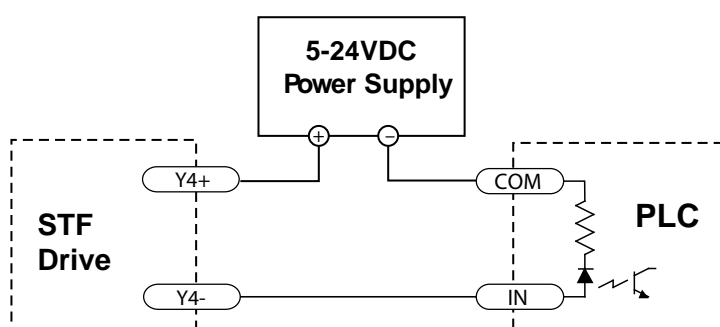 5-24VDC
Power Supply
+
−
Y4+
COM
STF
Drive
PLC
Y4-
IN